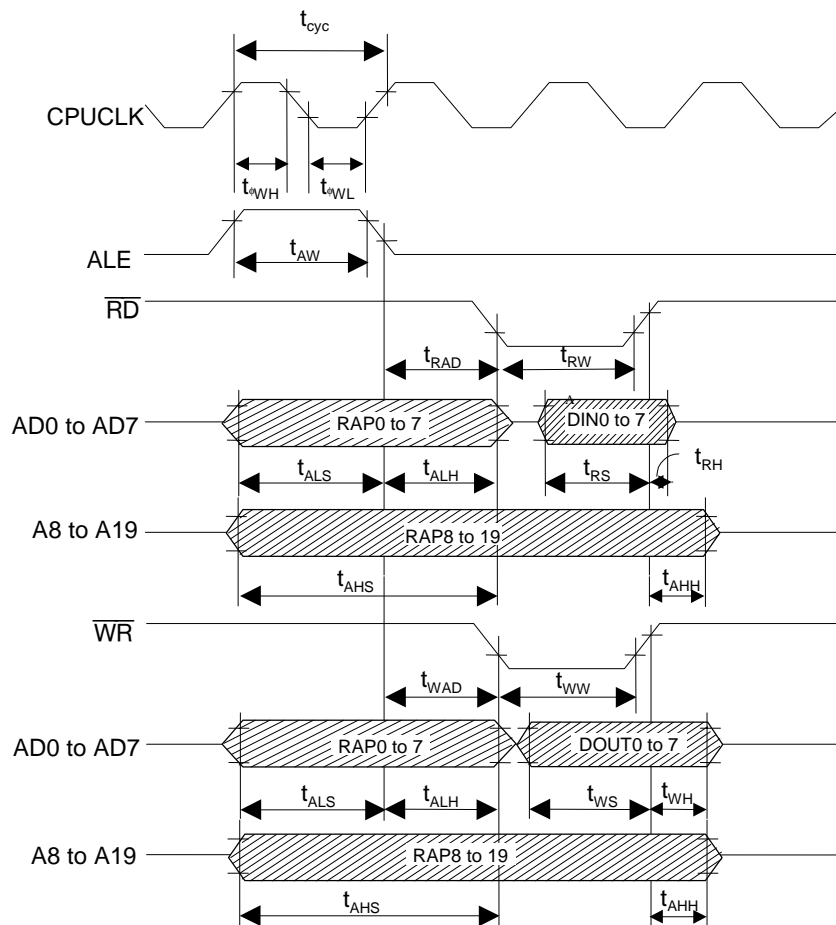 tcyc
CPUCLK
tφWH tφWL
ALE tAW
RD
tRAD tRW
AD0 to AD7 RAP0 to 7 DIN0 to 7
tALS tALH tRS tRH
A8 to A19 RAP8 to 19
tAHS tAHH
WR
tWAD tWW
AD0 to AD7 RAP0 to 7 DOUT0 to 7
tALS tALH tWS tWH
A8 to A19 RAP8 to 19
tAHS tAHH